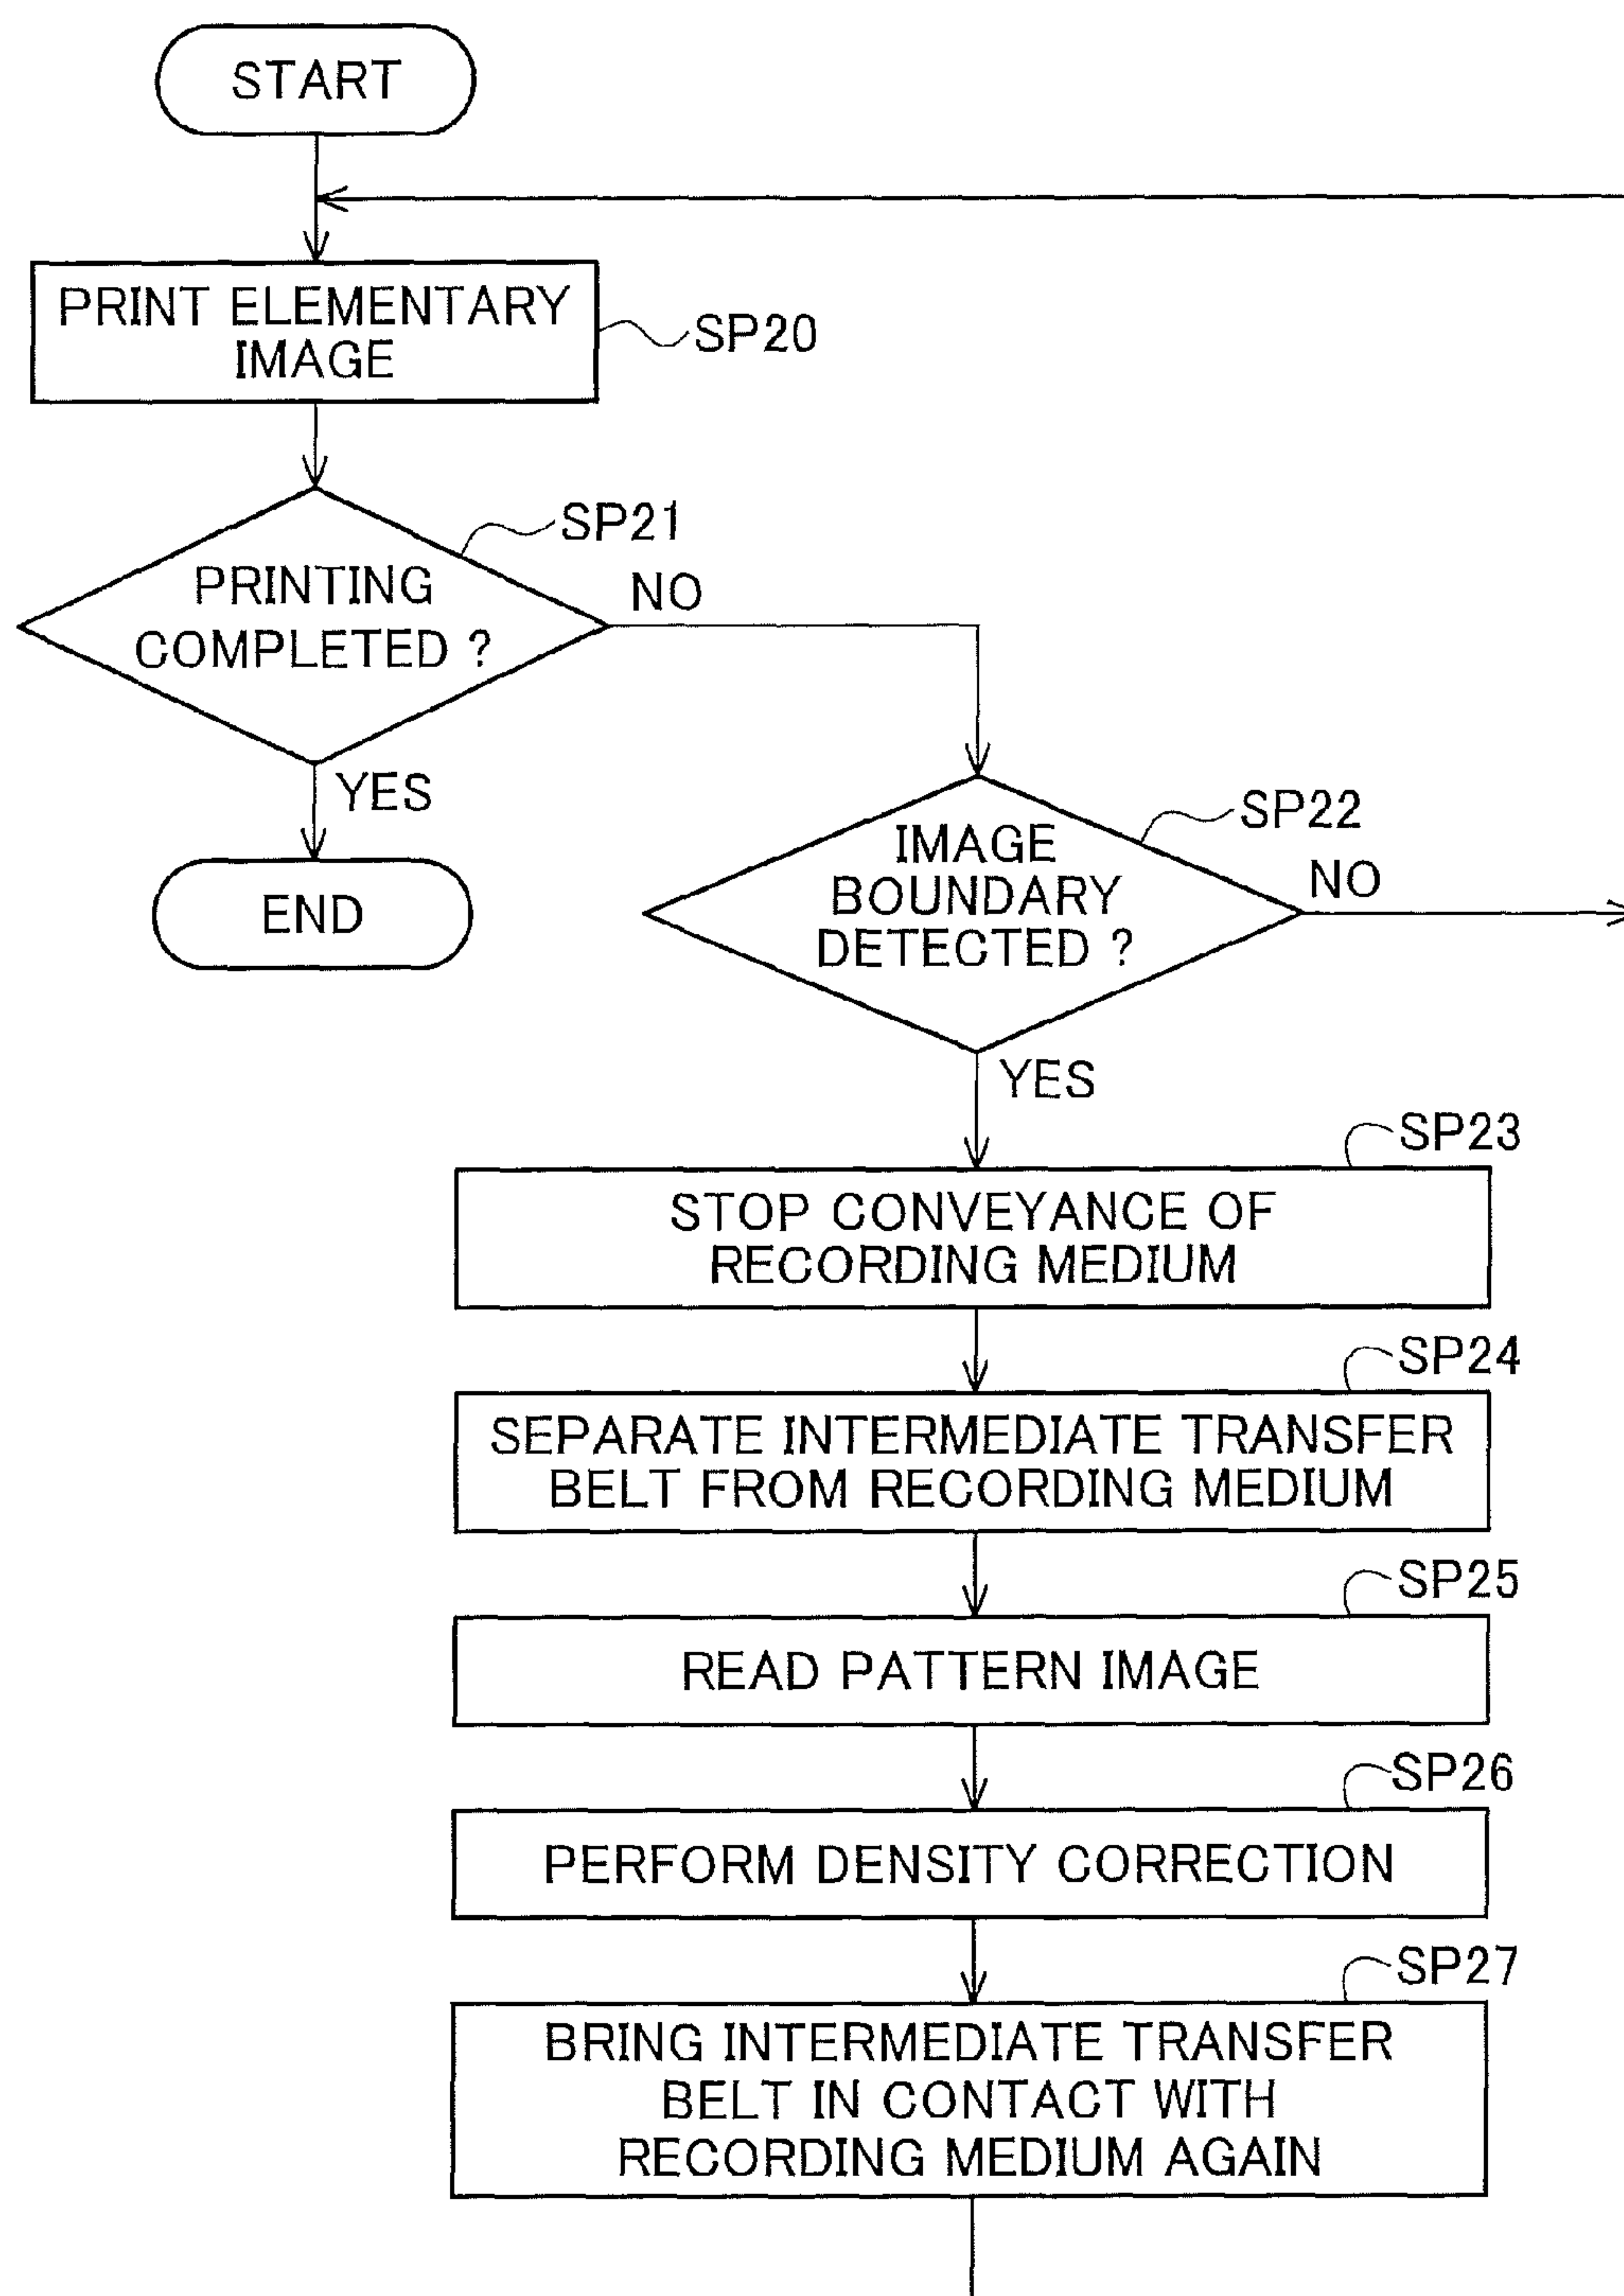 START
PRINT ELEMENTARY
IMAGE
SP20
SP21
PRINTING
COMPLETED ?
NO
YES
END
SP22
IMAGE
BOUNDARY
DETECTED ?
NO
YES
SP23
STOP CONVEYANCE OF
RECORDING MEDIUM
SP24
SEPARATE INTERMEDIATE TRANSFER
BELT FROM RECORDING MEDIUM
SP25
READ PATTERN IMAGE
SP26
PERFORM DENSITY CORRECTION
SP27
BRING INTERMEDIATE TRANSFER
BELT IN CONTACT WITH
RECORDING MEDIUM AGAIN